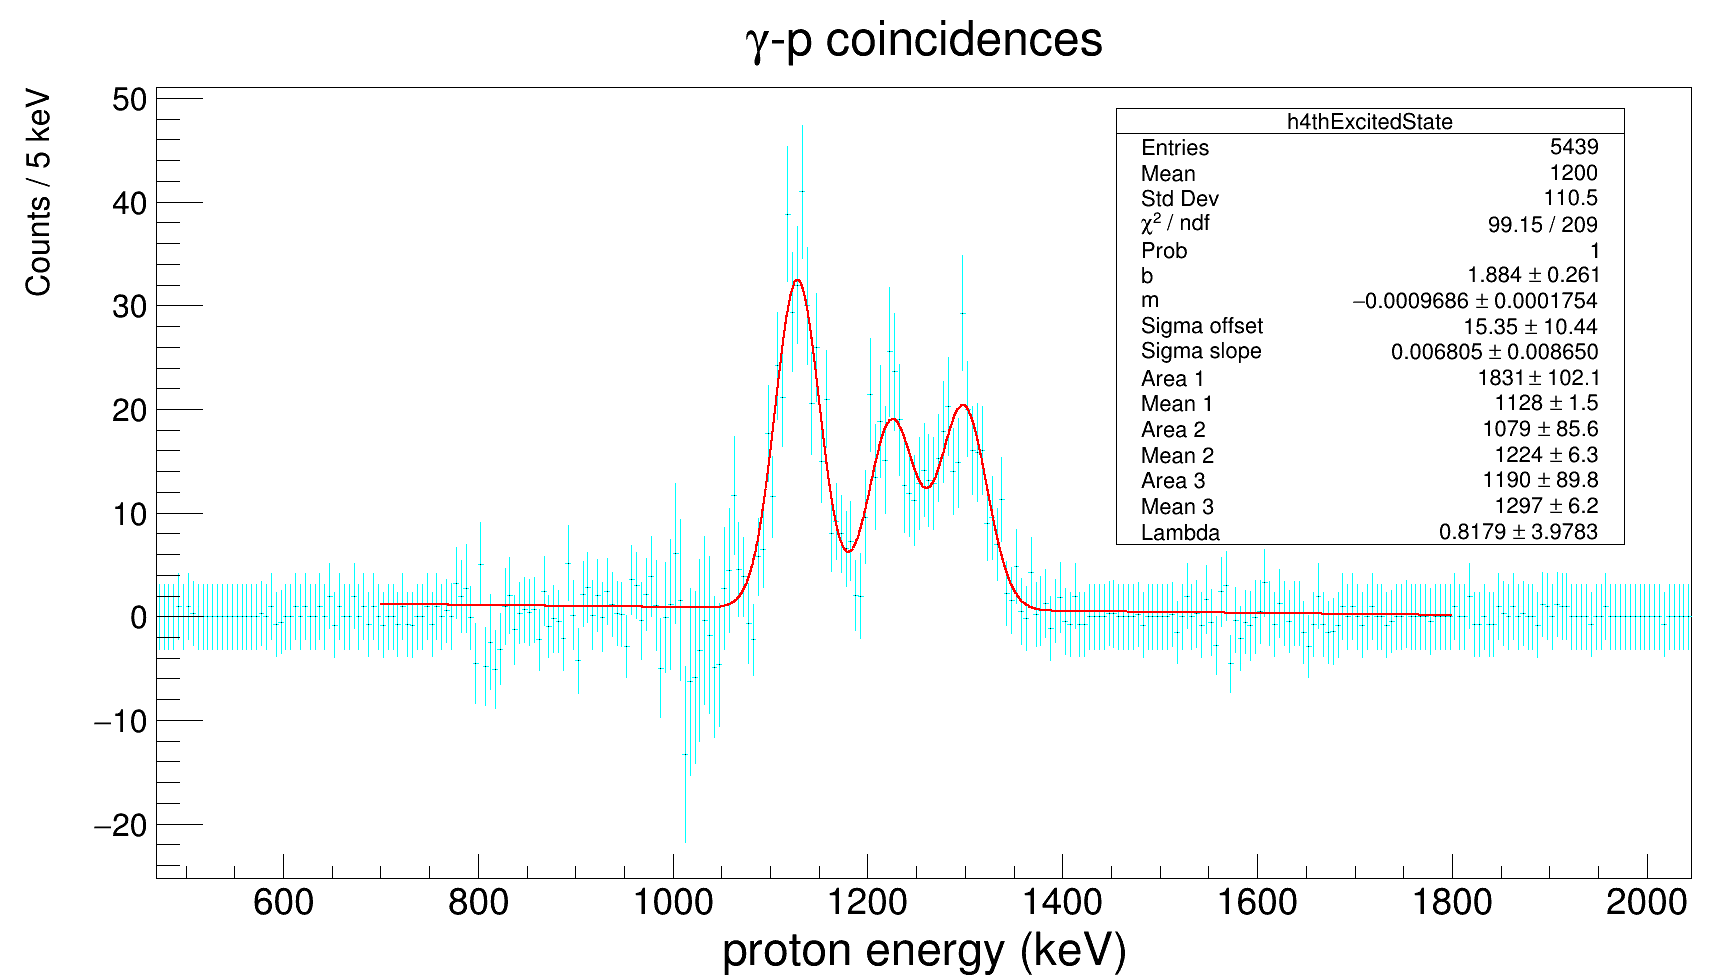 γ-p coincidences
Counts / 5 keV
50
40
30
20
10
0
−10
−20
h4thExcitedState
Entries 5439
Mean 1200
Std Dev 110.5
χ² / ndf 99.15 / 209
Prob 1
b 1.884 ± 0.261
m −0.0009686 ± 0.0001754
Sigma offset 15.35 ± 10.44
Sigma slope 0.006805 ± 0.008650
Area 1 1831 ± 102.1
Mean 1 1128 ± 1.5
Area 2 1079 ± 85.6
Mean 2 1224 ± 6.3
Area 3 1190 ± 89.8
Mean 3 1297 ± 6.2
Lambda 0.8179 ± 3.9783
600 800 1000 1200 1400 1600 1800 2000
proton energy (keV)